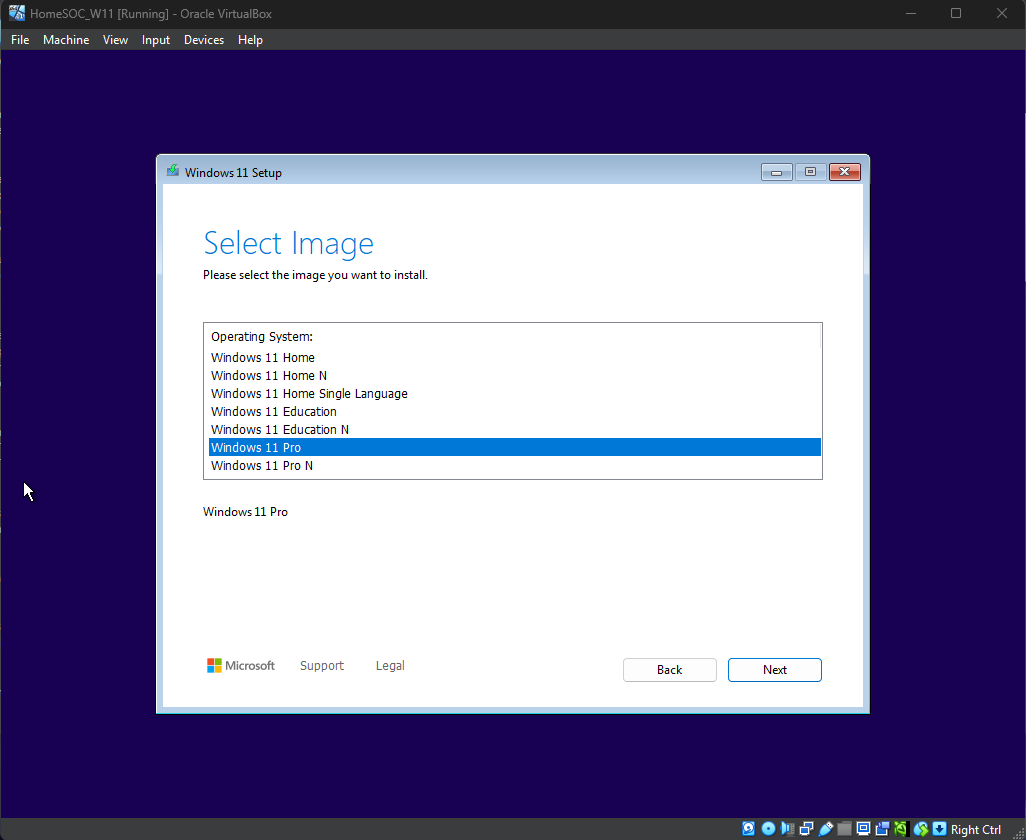 HomeSOC_W11 [Running] - Oracle VirtualBox
File Machine View Input Devices Help
Windows 11 Setup
Select Image
Please select the image you want to install.
Operating System:
Windows 11 Home
Windows 11 Home N
Windows 11 Home Single Language
Windows 11 Education
Windows 11 Education N
Windows 11 Pro
Windows 11 Pro N
Windows 11 Pro
Microsoft Support Legal Back Next
Right Ctrl